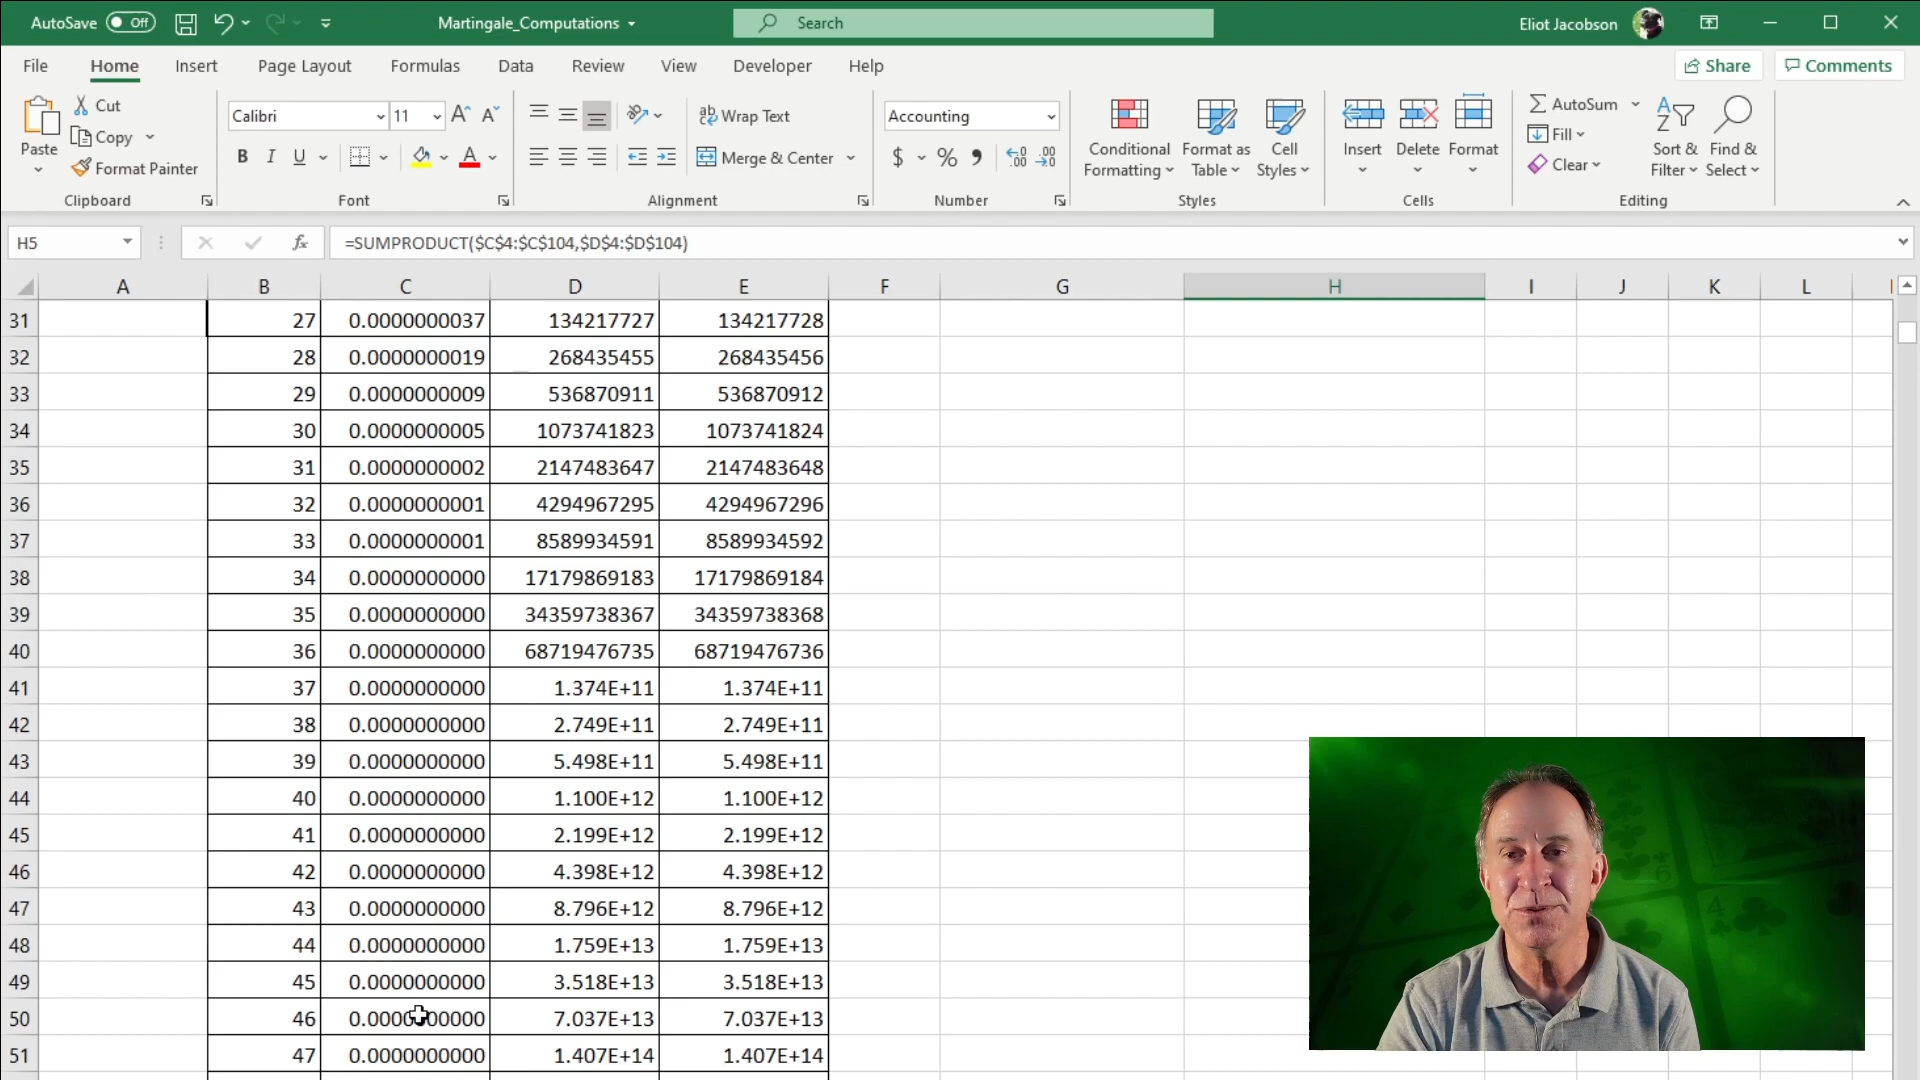 AutoSave Off Martingale_Computations Search Eliot Jacobson
File Home Insert Page Layout Formulas Data Review View Developer Help Share Comments
Paste Cut Copy Format Painter Clipboard
Calibri 11 B I U A Font
Wrap Text Merge & Center Alignment
Accounting $ % Number
Conditional Formatting Format as Table Cell Styles Styles
Insert Delete Format Cells
AutoSum Fill Clear Sort & Filter Find & Select Editing
H5 fx =SUMPRODUCT($C$4:$C$104,$D$4:$D$104)
A B C D E F G H I J K L
31 27 0.0000000037 134217727 134217728
32 28 0.0000000019 268435455 268435456
33 29 0.0000000009 536870911 536870912
34 30 0.0000000005 1073741823 1073741824
35 31 0.0000000002 2147483647 2147483648
36 32 0.0000000001 4294967295 4294967296
37 33 0.0000000001 8589934591 8589934592
38 34 0.0000000000 17179869183 17179869184
39 35 0.0000000000 34359738367 34359738368
40 36 0.0000000000 68719476735 68719476736
41 37 0.0000000000 1.374E+11 1.374E+11
42 38 0.0000000000 2.749E+11 2.749E+11
43 39 0.0000000000 5.498E+11 5.498E+11
44 40 0.0000000000 1.100E+12 1.100E+12
45 41 0.0000000000 2.199E+12 2.199E+12
46 42 0.0000000000 4.398E+12 4.398E+12
47 43 0.0000000000 8.796E+12 8.796E+12
48 44 0.0000000000 1.759E+13 1.759E+13
49 45 0.0000000000 3.518E+13 3.518E+13
50 46 0.0000000000 7.037E+13 7.037E+13
51 47 0.0000000000 1.407E+14 1.407E+14